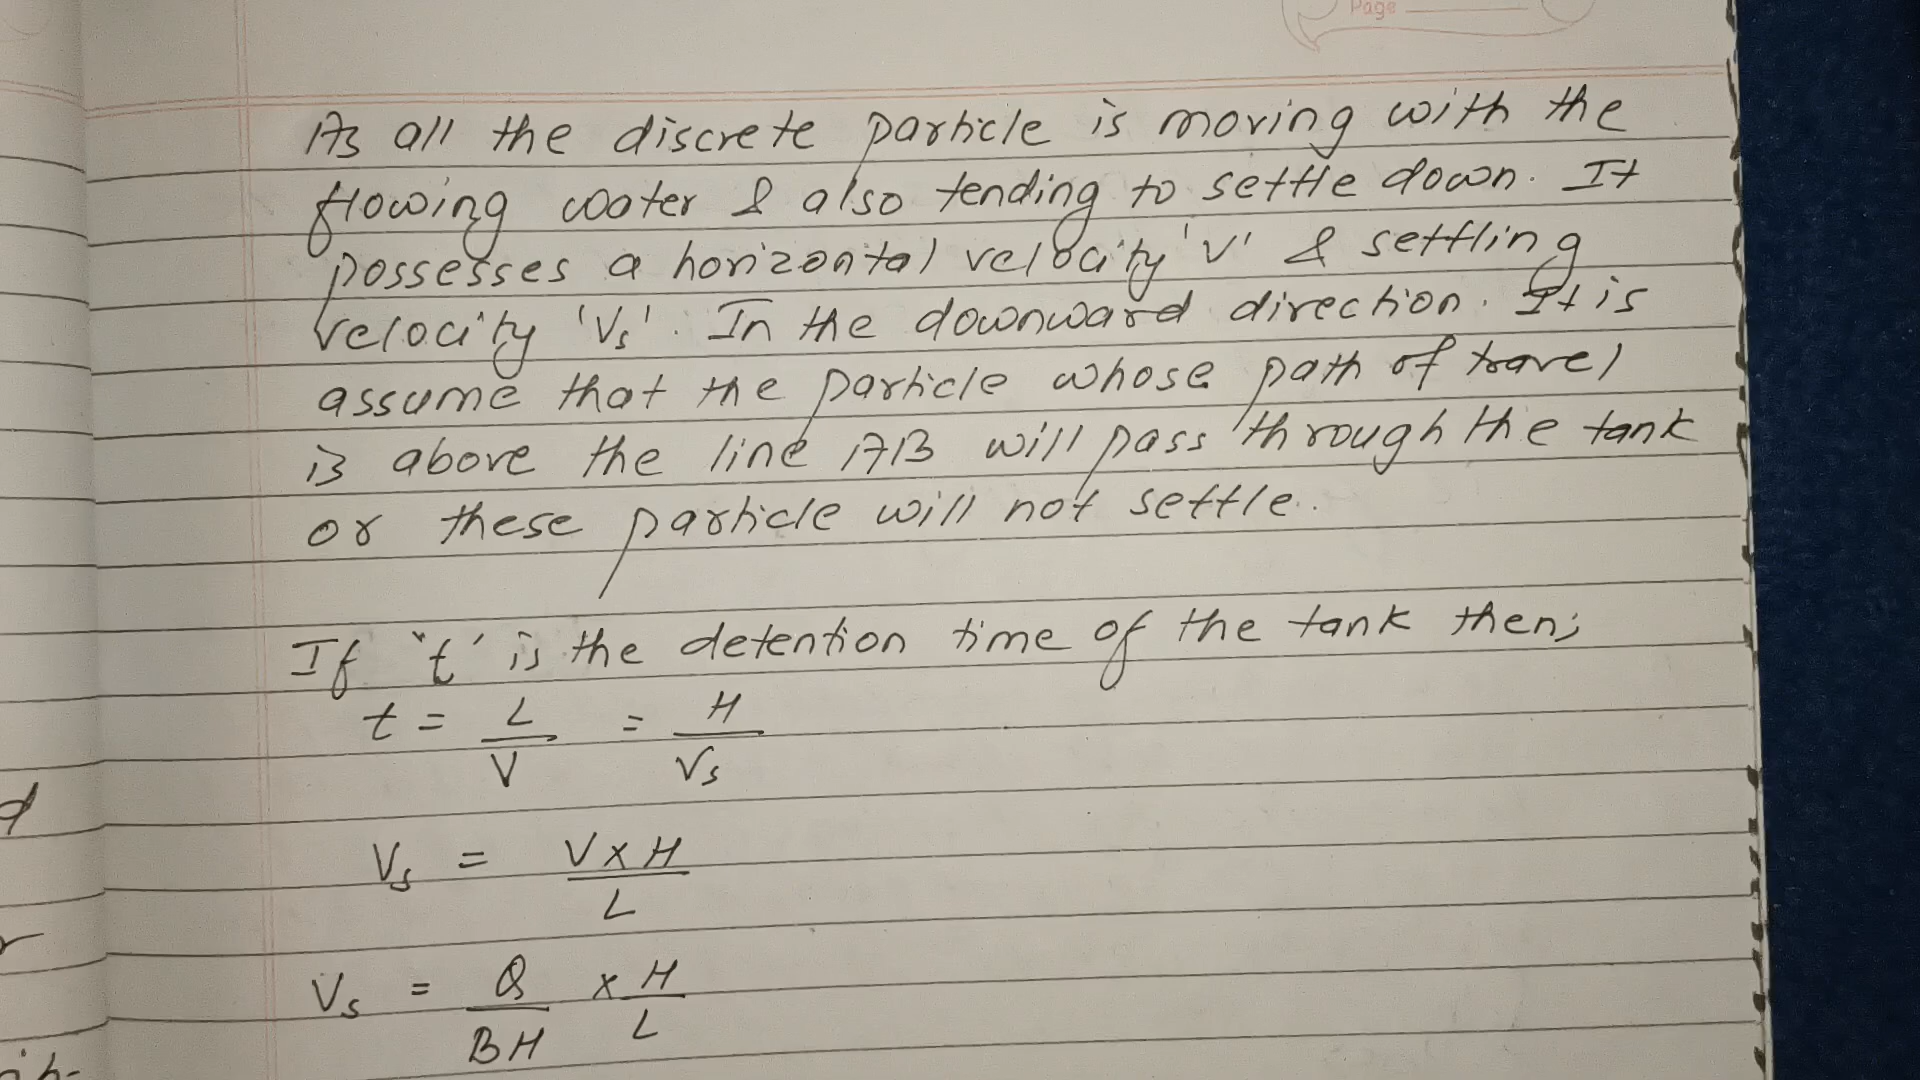 Page
As all the discrete particle is moving with the
flowing water & also tending to settle down. It
possesses a horizontal velocity 'V' & settling
velocity 'Vs'. In the downward direction. It is
assume that the particle whose path of travel
is above the line AB will pass through the tank
or these particle will not settle.
If 't' is the detention time of the tank then;
t = L/V = H/Vs
Vs = V x H / L
Vs = Q/BH x H/L
d
r